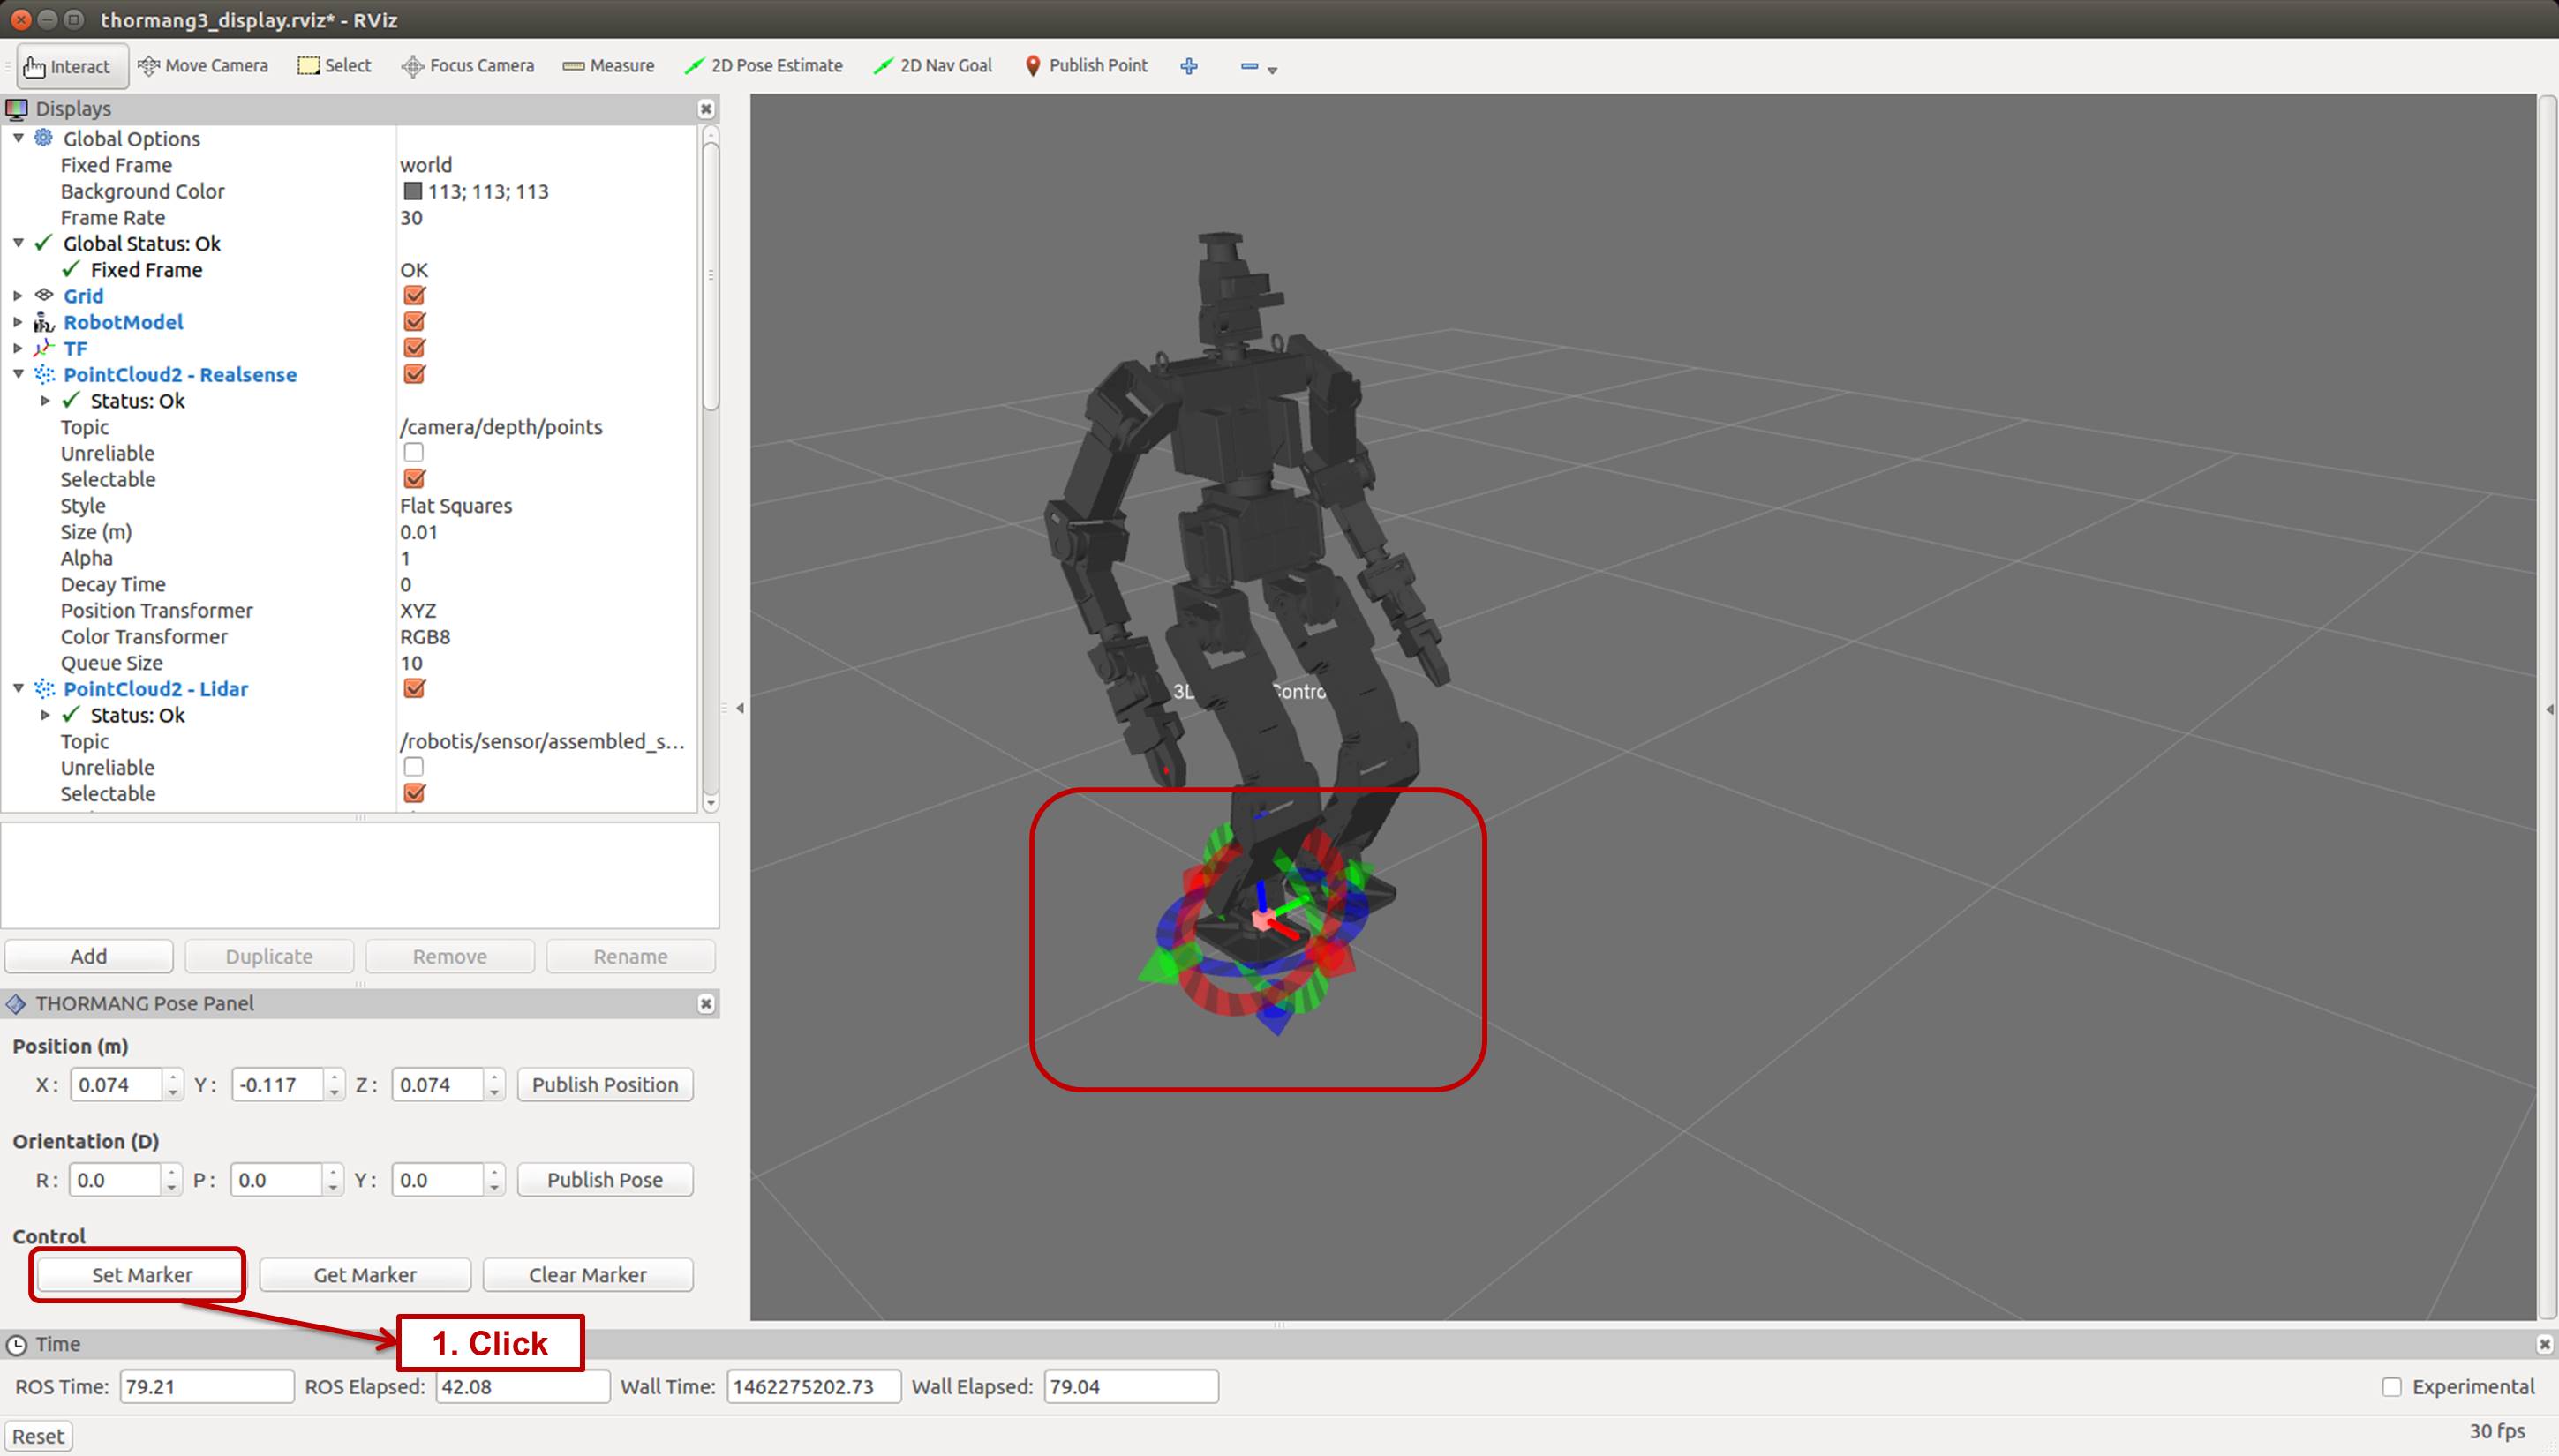 thormang3_display.rviz* - RViz
Interact Move Camera Select Focus Camera Measure 2D Pose Estimate 2D Nav Goal Publish Point
Displays
Global Options
Fixed Frame world
Background Color 113; 113; 113
Frame Rate 30
Global Status: Ok
Fixed Frame OK
Grid
RobotModel
TF
PointCloud2 - Realsense
Status: Ok
Topic /camera/depth/points
Unreliable
Selectable
Style Flat Squares
Size (m) 0.01
Alpha 1
Decay Time 0
Position Transformer XYZ
Color Transformer RGB8
Queue Size 10
PointCloud2 - Lidar
Status: Ok
Topic /robotis/sensor/assembled_s...
Unreliable
Selectable
Add Duplicate Remove Rename
THORMANG Pose Panel
Position (m)
X: 0.074 Y: -0.117 Z: 0.074 Publish Position
Orientation (D)
R: 0.0 P: 0.0 Y: 0.0 Publish Pose
Control
Set Marker Get Marker Clear Marker
1. Click
Time
ROS Time: 79.21 ROS Elapsed: 42.08 Wall Time: 1462275202.73 Wall Elapsed: 79.04 Experimental
Reset 30 fps